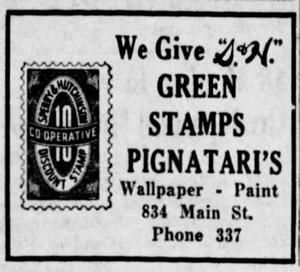 We Give "S.&H."
GREEN
STAMPS
PIGNATARI'S
Wallpaper - Paint
834 Main St.
Phone 337
SPERRY & HUTCHINSON
10
CO-OPERATIVE
DISCOUNT STAMP